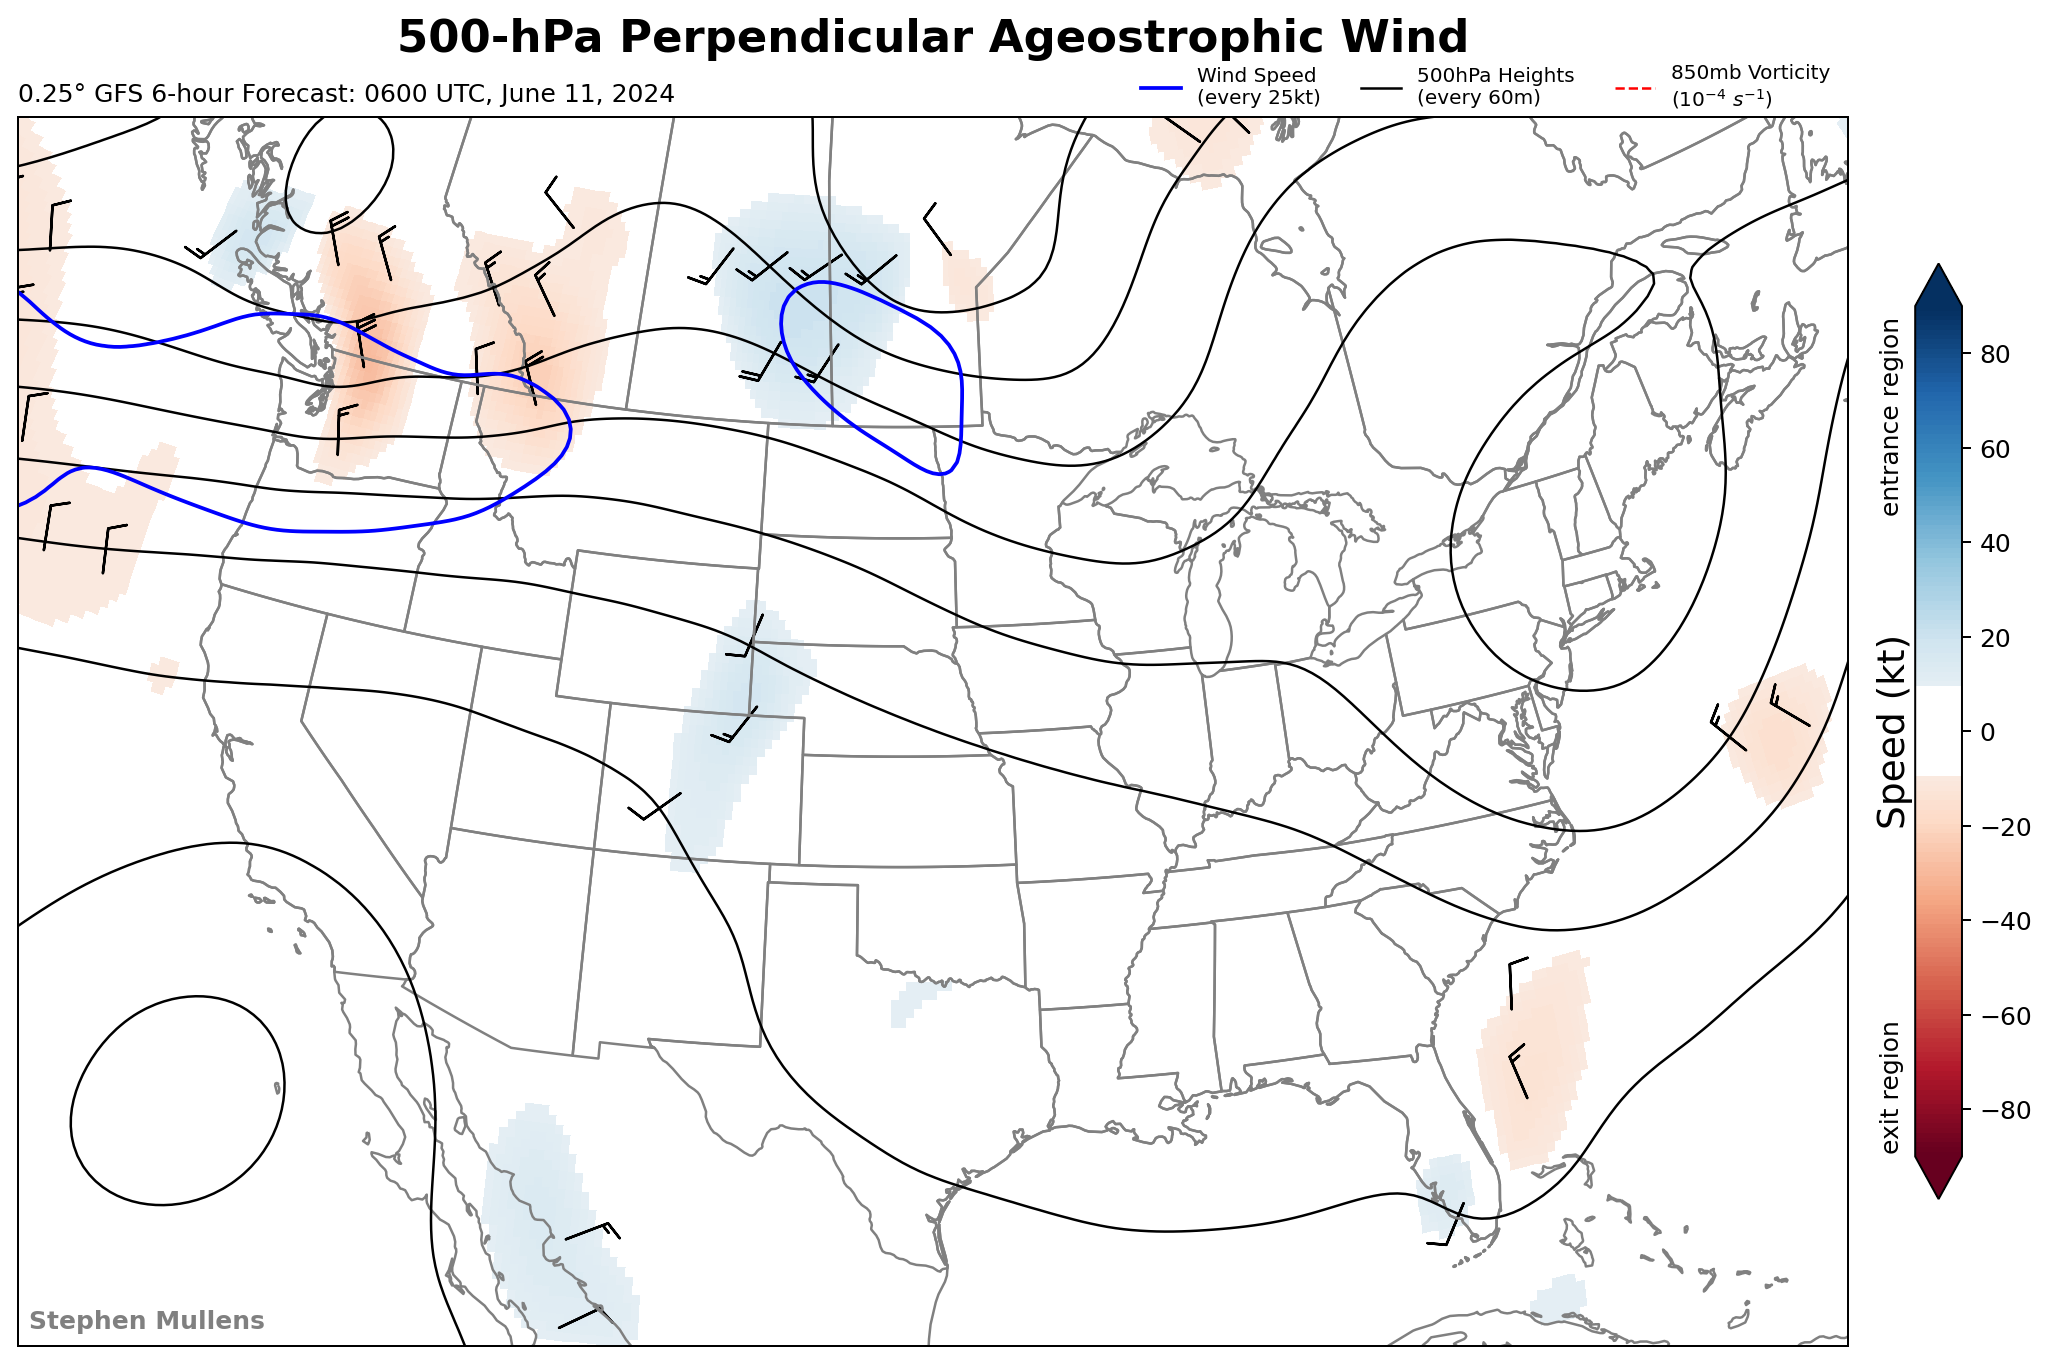 500-hPa Perpendicular Ageostrophic Wind
0.25° GFS 6-hour Forecast: 0600 UTC, June 11, 2024
Wind Speed
(every 25kt)
500hPa Heights
(every 60m)
850mb Vorticity
(10⁻⁴ s⁻¹)
entrance region
Speed (kt)
exit region
80
60
40
20
0
−20
−40
−60
−80
Stephen Mullens